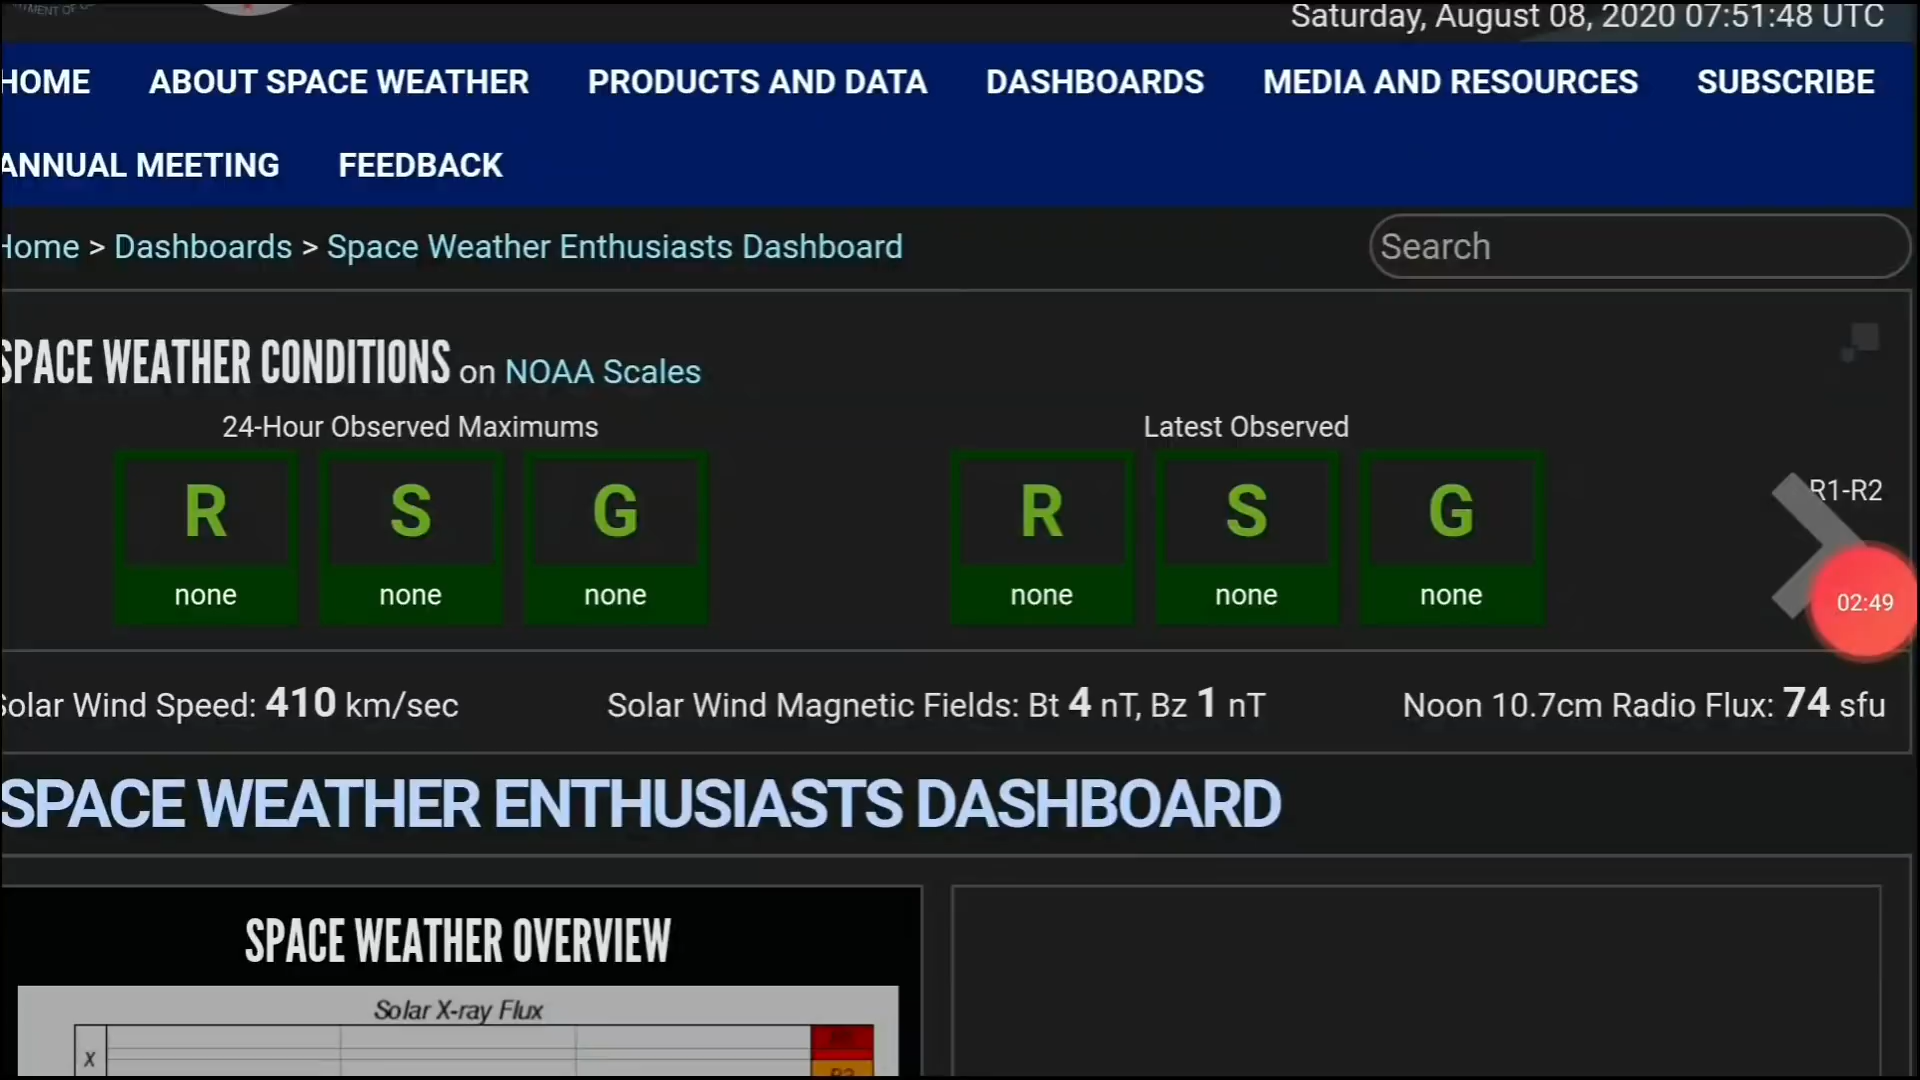 Saturday, August 08, 2020 07:51:48 UTC
HOME ABOUT SPACE WEATHER PRODUCTS AND DATA DASHBOARDS MEDIA AND RESOURCES SUBSCRIBE
ANNUAL MEETING FEEDBACK
Home > Dashboards > Space Weather Enthusiasts Dashboard
Search
SPACE WEATHER CONDITIONS on NOAA Scales
24-Hour Observed Maximums
R S G
none none none
Latest Observed
R S G
none none none
R1-R2
02:49
Solar Wind Speed: 410 km/sec Solar Wind Magnetic Fields: Bt 4 nT, Bz 1 nT Noon 10.7cm Radio Flux: 74 sfu
SPACE WEATHER ENTHUSIASTS DASHBOARD
SPACE WEATHER OVERVIEW
Solar X-ray Flux
X